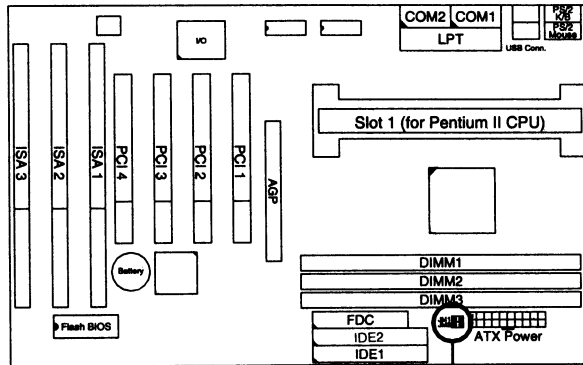 COM2 COM1
LPT
USB Conn.
PS/2
K/B
PS/2
Mouse
I/O
Slot 1 (for Pentium II CPU)
ISA 3
ISA 2
ISA 1
PCI 4
PCI 3
PCI 2
PCI 1
AGP
Battery
DIMM1
DIMM2
DIMM3
Flash BIOS
FDC
IDE2
IDE1
ATX Power